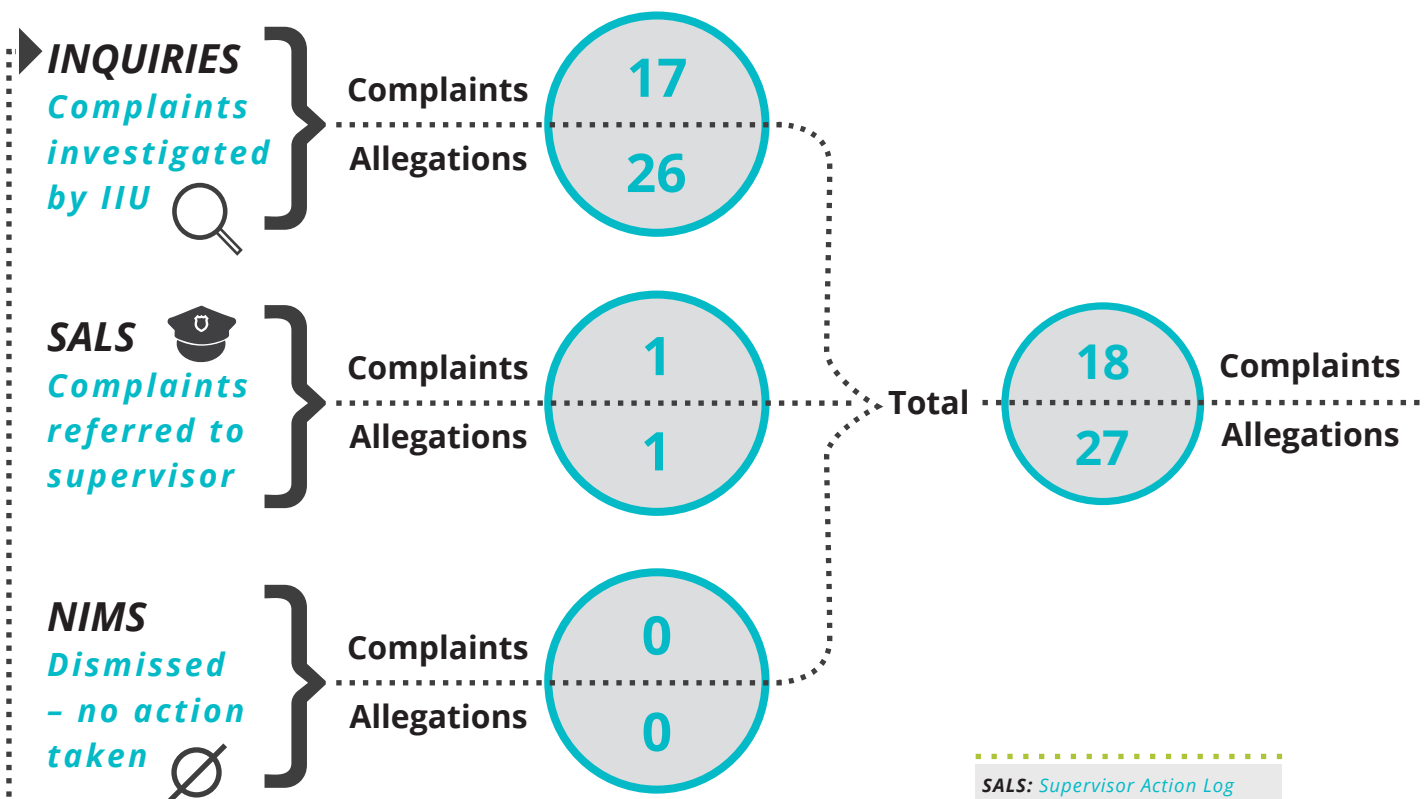 INQUIRIES
Complaints
investigated
by IIU
Complaints
17
Allegations
26
SALS
Complaints
referred to
supervisor
Complaints
1
Allegations
1
NIMS
Dismissed
– no action
taken
Complaints
0
Allegations
0
Total
18
Complaints
27
Allegations
SALS: Supervisor Action Log